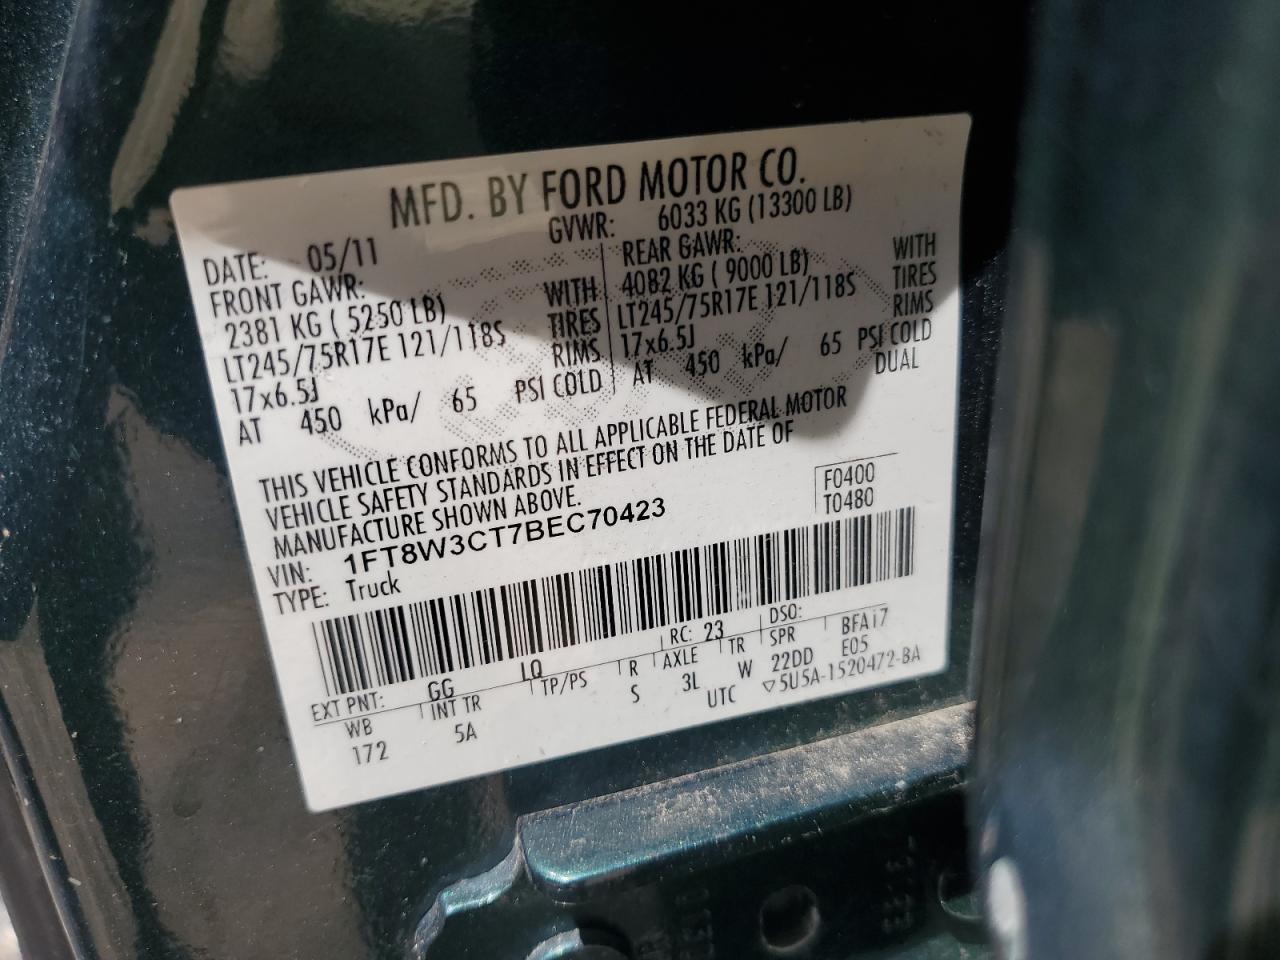 MFD. BY FORD MOTOR CO.
DATE: 05/11 GVWR: 6033 KG (13300 LB)
FRONT GAWR: REAR GAWR:
2381 KG ( 5250 LB) WITH 4082 KG ( 9000 LB) WITH
LT245/75R17E 121/118S TIRES LT245/75R17E 121/118S TIRES
17x6.5J RIMS 17x6.5J RIMS
AT 450 kPa/ 65 PSI COLD AT 450 kPa/ 65 PSI COLD
DUAL
THIS VEHICLE CONFORMS TO ALL APPLICABLE FEDERAL MOTOR
VEHICLE SAFETY STANDARDS IN EFFECT ON THE DATE OF
MANUFACTURE SHOWN ABOVE.
VIN: 1FT8W3CT7BEC70423
TYPE: Truck
F0400
T0480
EXT PNT: GG LQ RC: 23 DSO:
WB INT TR TP/PS R AXLE TR SPR BFAi7
172 5A S 3L W 22DD E05
UTC ▽5U5A-1520472-BA